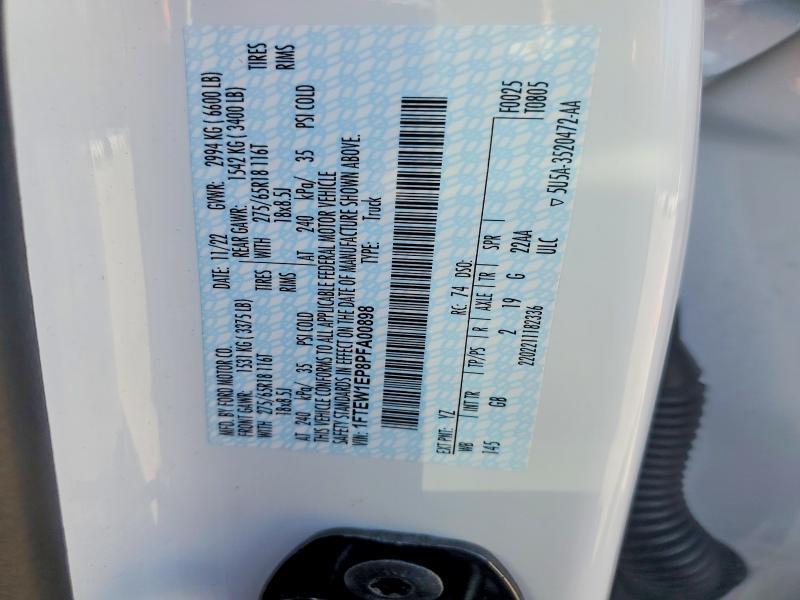 MFD. BY FORD MOTOR CO.
DATE: 11/22 GVWR: 2994 KG ( 6600 LB)
FRONT GAWR: 1531 KG ( 3375 LB) REAR GAWR: 1542 KG ( 3400 LB)
WITH 275/65R18 116T TIRES WITH 275/65R18 116T TIRES
18x8.5J RIMS 18x8.5J RIMS
AT 240 kPa/ 35 PSI COLD AT 240 kPa/ 35 PSI COLD
THIS VEHICLE CONFORMS TO ALL APPLICABLE FEDERAL MOTOR VEHICLE
SAFETY STANDARDS IN EFFECT ON THE DATE OF MANUFACTURE SHOWN ABOVE.
VIN: 1FTEW1EP8PFA00898 TYPE: Truck
F0025
EXT PNT: YZ RC: 74 DSO: T0805
WB INT TR TP/PS R AXLE TR SPR
145 GB 2 19 G 22AA
2202211182336 ULC ▽ 5U5A-3520472-AA